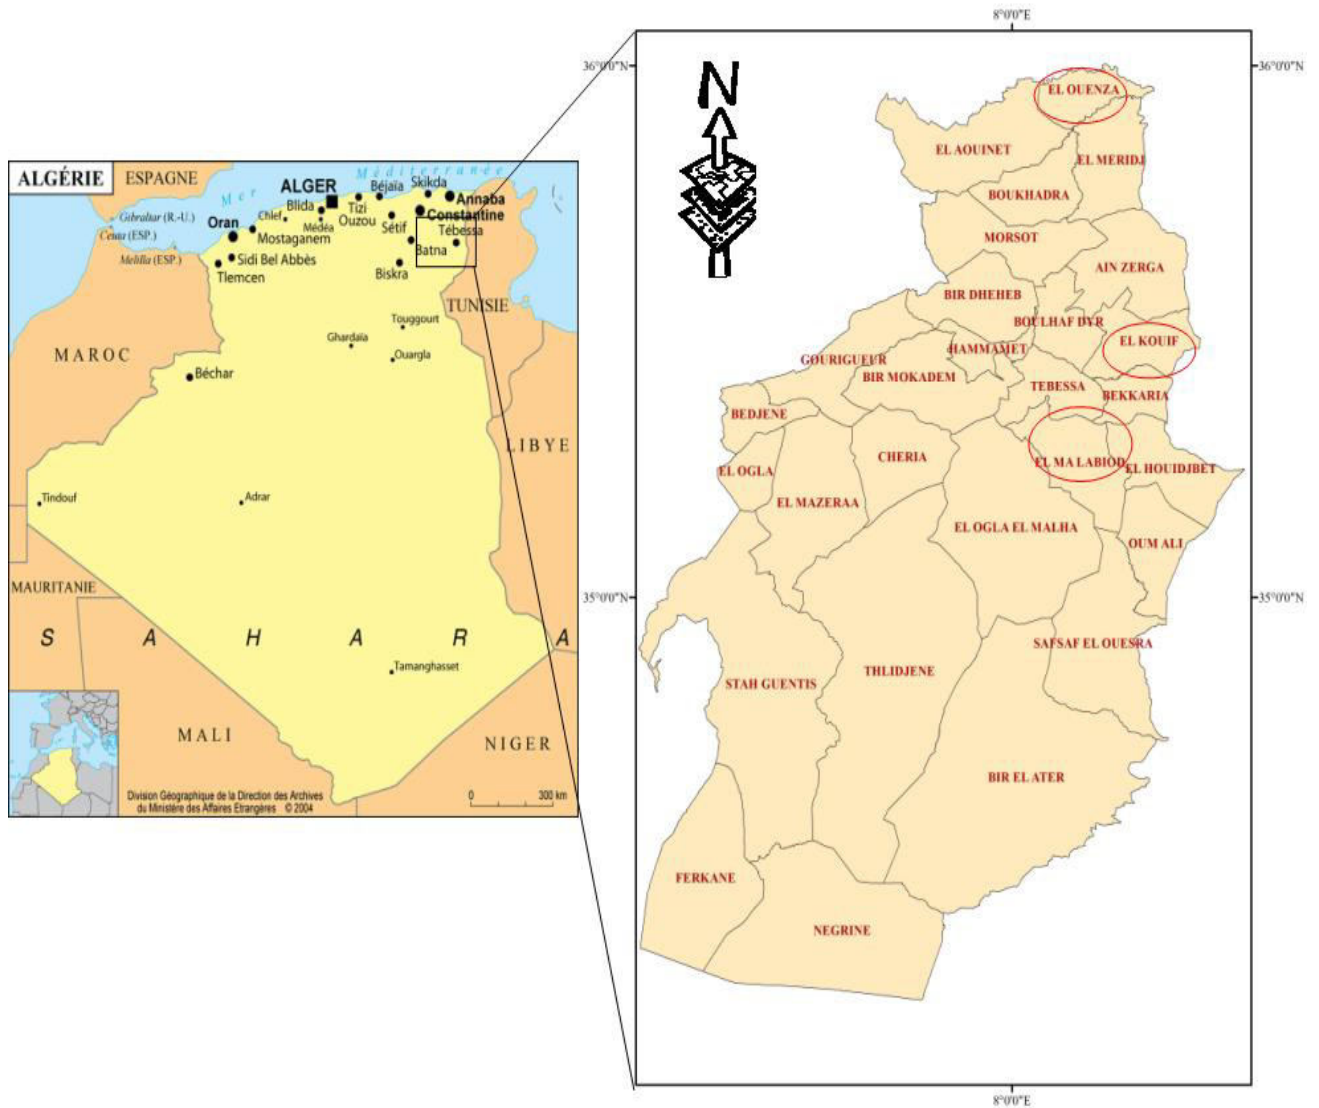 ALGÉRIE
ESPAGNE
Mer Méditerranée
ALGER
Béjaïa
Skikda
Annaba
Blida
Tizi
Ouzou
Constantine
Gibraltar (R.-U.)
Oran
Chlef
Médéa
Sétif
Tébessa
Ceuta (ESP.)
Mostaganem
Batna
Melilla (ESP.)
Sidi Bel Abbès
Biskra
Tlemcen
TUNISIE
Touggourt
Ghardaïa
MAROC
Ouargla
Béchar
LIBYE
Tindouf
Adrar
MAURITANIE
S A H A R A
Tamanghasset
MALI
NIGER
Division Géographique de la Direction des Archives
du Ministère des Affaires Etrangères © 2004
0 300 km
8°0'0"E
36°0'0"N
36°0'0"N
N
EL OUENZA
EL AOUINET
EL MERIDJ
BOUKHADRA
MORSOT
AIN ZERGA
BIR DHEHEB
BOULHAF DYR
EL KOUIF
HAMMAMET
GOURIGUEUR
BIR MOKADEM
TEBESSA
BEKKARIA
BEDJENE
CHERIA
EL MA LABIOD
EL HOUIDJBET
EL OGLA
EL MAZERAA
EL OGLA EL MALHA
OUM ALI
35°0'0"N
35°0'0"N
SAFSAF EL OUESRA
THLIDJENE
STAH GUENTIS
BIR EL ATER
FERKANE
NEGRINE
8°0'0"E